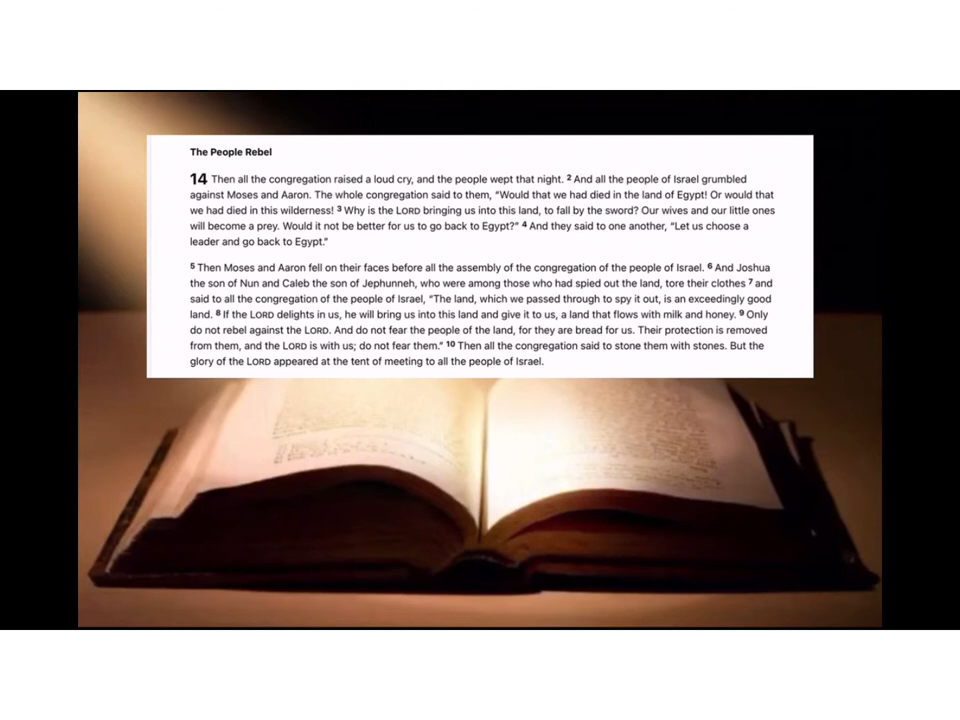 The People Rebel
14 Then all the congregation raised a loud cry, and the people wept that night. 2 And all the people of Israel grumbled
against Moses and Aaron. The whole congregation said to them, “Would that we had died in the land of Egypt! Or would that
we had died in this wilderness! 3 Why is the LORD bringing us into this land, to fall by the sword? Our wives and our little ones
will become a prey. Would it not be better for us to go back to Egypt?” 4 And they said to one another, “Let us choose a
leader and go back to Egypt.”
5 Then Moses and Aaron fell on their faces before all the assembly of the congregation of the people of Israel. 6 And Joshua
the son of Nun and Caleb the son of Jephunneh, who were among those who had spied out the land, tore their clothes 7 and
said to all the congregation of the people of Israel, “The land, which we passed through to spy it out, is an exceedingly good
land. 8 If the LORD delights in us, he will bring us into this land and give it to us, a land that flows with milk and honey. 9 Only
do not rebel against the LORD. And do not fear the people of the land, for they are bread for us. Their protection is removed
from them, and the LORD is with us; do not fear them.” 10 Then all the congregation said to stone them with stones. But the
glory of the LORD appeared at the tent of meeting to all the people of Israel.